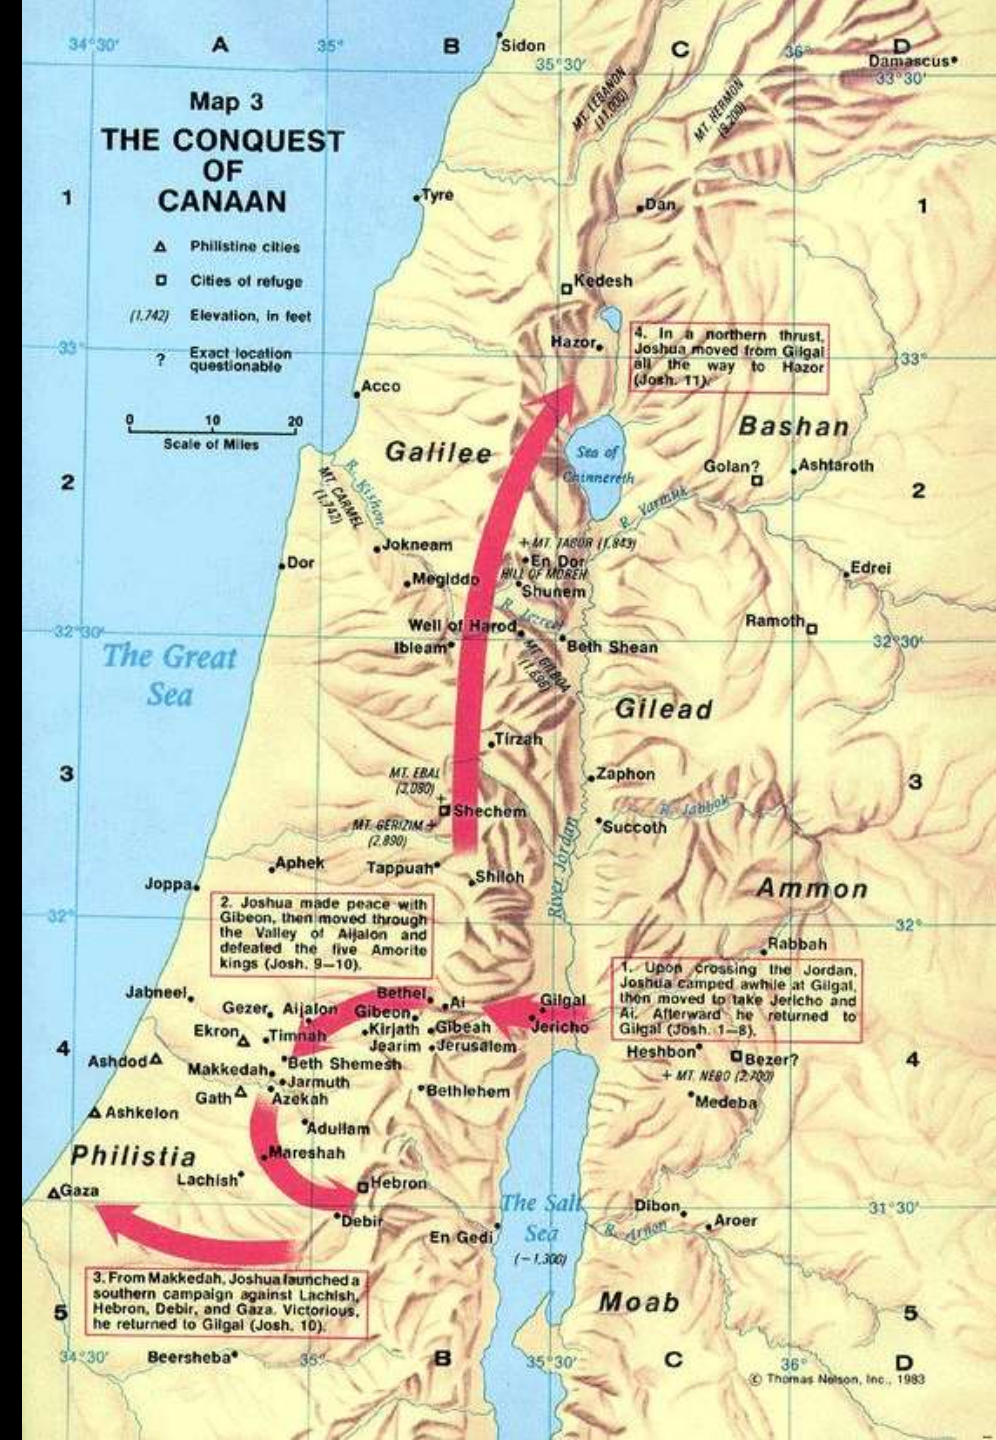 34°30'
A
35°
B
Sidon
35°30'
C
36°
D
Damascus
33°30'
Map 3
THE CONQUEST
OF
CANAAN
MT. LEBANON
(11,000)
MT. HERMON
(9,200)
1
Tyre
Dan
1
Philistine cities
Cities of refuge
Kedesh
(1,742) Elevation, in feet
33°
? Exact location
questionable
Hazor
4. In a northern thrust,
Joshua moved from Gilgal
all the way to Hazor
(Josh. 11).
33°
Acco
0 10 20
Scale of Miles
Galilee
Bashan
Sea of
Chinnereth
Golan?
Ashtaroth
2
R. Kishon
MT. CARMEL
(1,742)
2
R. Yarmuk
Jokneam
+ MT. TABOR (1,843)
Dor
En Dor
HILL OF MOREH
Edrei
Megiddo
Shunem
R. Jezreel
32°30'
Well of Harod
Ramoth
Ibleam
Beth Shean
32°30'
MT. GILBOA
(1,696)
The Great
Sea
Gilead
Tirzah
3
MT. EBAL
(3,080)
+
Zaphon
3
Shechem
R. Jabbok
MT. GERIZIM +
(2,890)
Succoth
River Jordan
Aphek
Tappuah
Shiloh
Joppa
Ammon
2. Joshua made peace with
Gibeon, then moved through
the Valley of Aijalon and
defeated the five Amorite
kings (Josh. 9–10).
32°
32°
Rabbah
1. Upon crossing the Jordan,
Joshua camped awhile at Gilgal,
then moved to take Jericho and
Ai. Afterward he returned to
Gilgal (Josh. 1–8).
Jabneel
Bethel
Ai
Gilgal
Gezer
Aijalon
Gibeon
Jericho
Ekron
Timnah
Kirjath
Jearim
Gibeah
Jerusalem
4
Heshbon
Bezer?
4
Ashdod
Makkedah
Beth Shemesh
+ MT. NEBO (2,700)
Jarmuth
Gath
Azekah
Bethlehem
Medeba
Ashkelon
Adullam
Philistia
Mareshah
Lachish
Hebron
Gaza
The Salt
Sea
(–1,300)
Dibon
31°30'
Debir
Aroer
En Gedi
R. Arnon
3. From Makkedah, Joshua launched a
southern campaign against Lachish,
Hebron, Debir, and Gaza. Victorious,
he returned to Gilgal (Josh. 10).
Moab
5
5
34°30'
Beersheba
35°
B
35°30'
C
36°
D
© Thomas Nelson, Inc., 1983